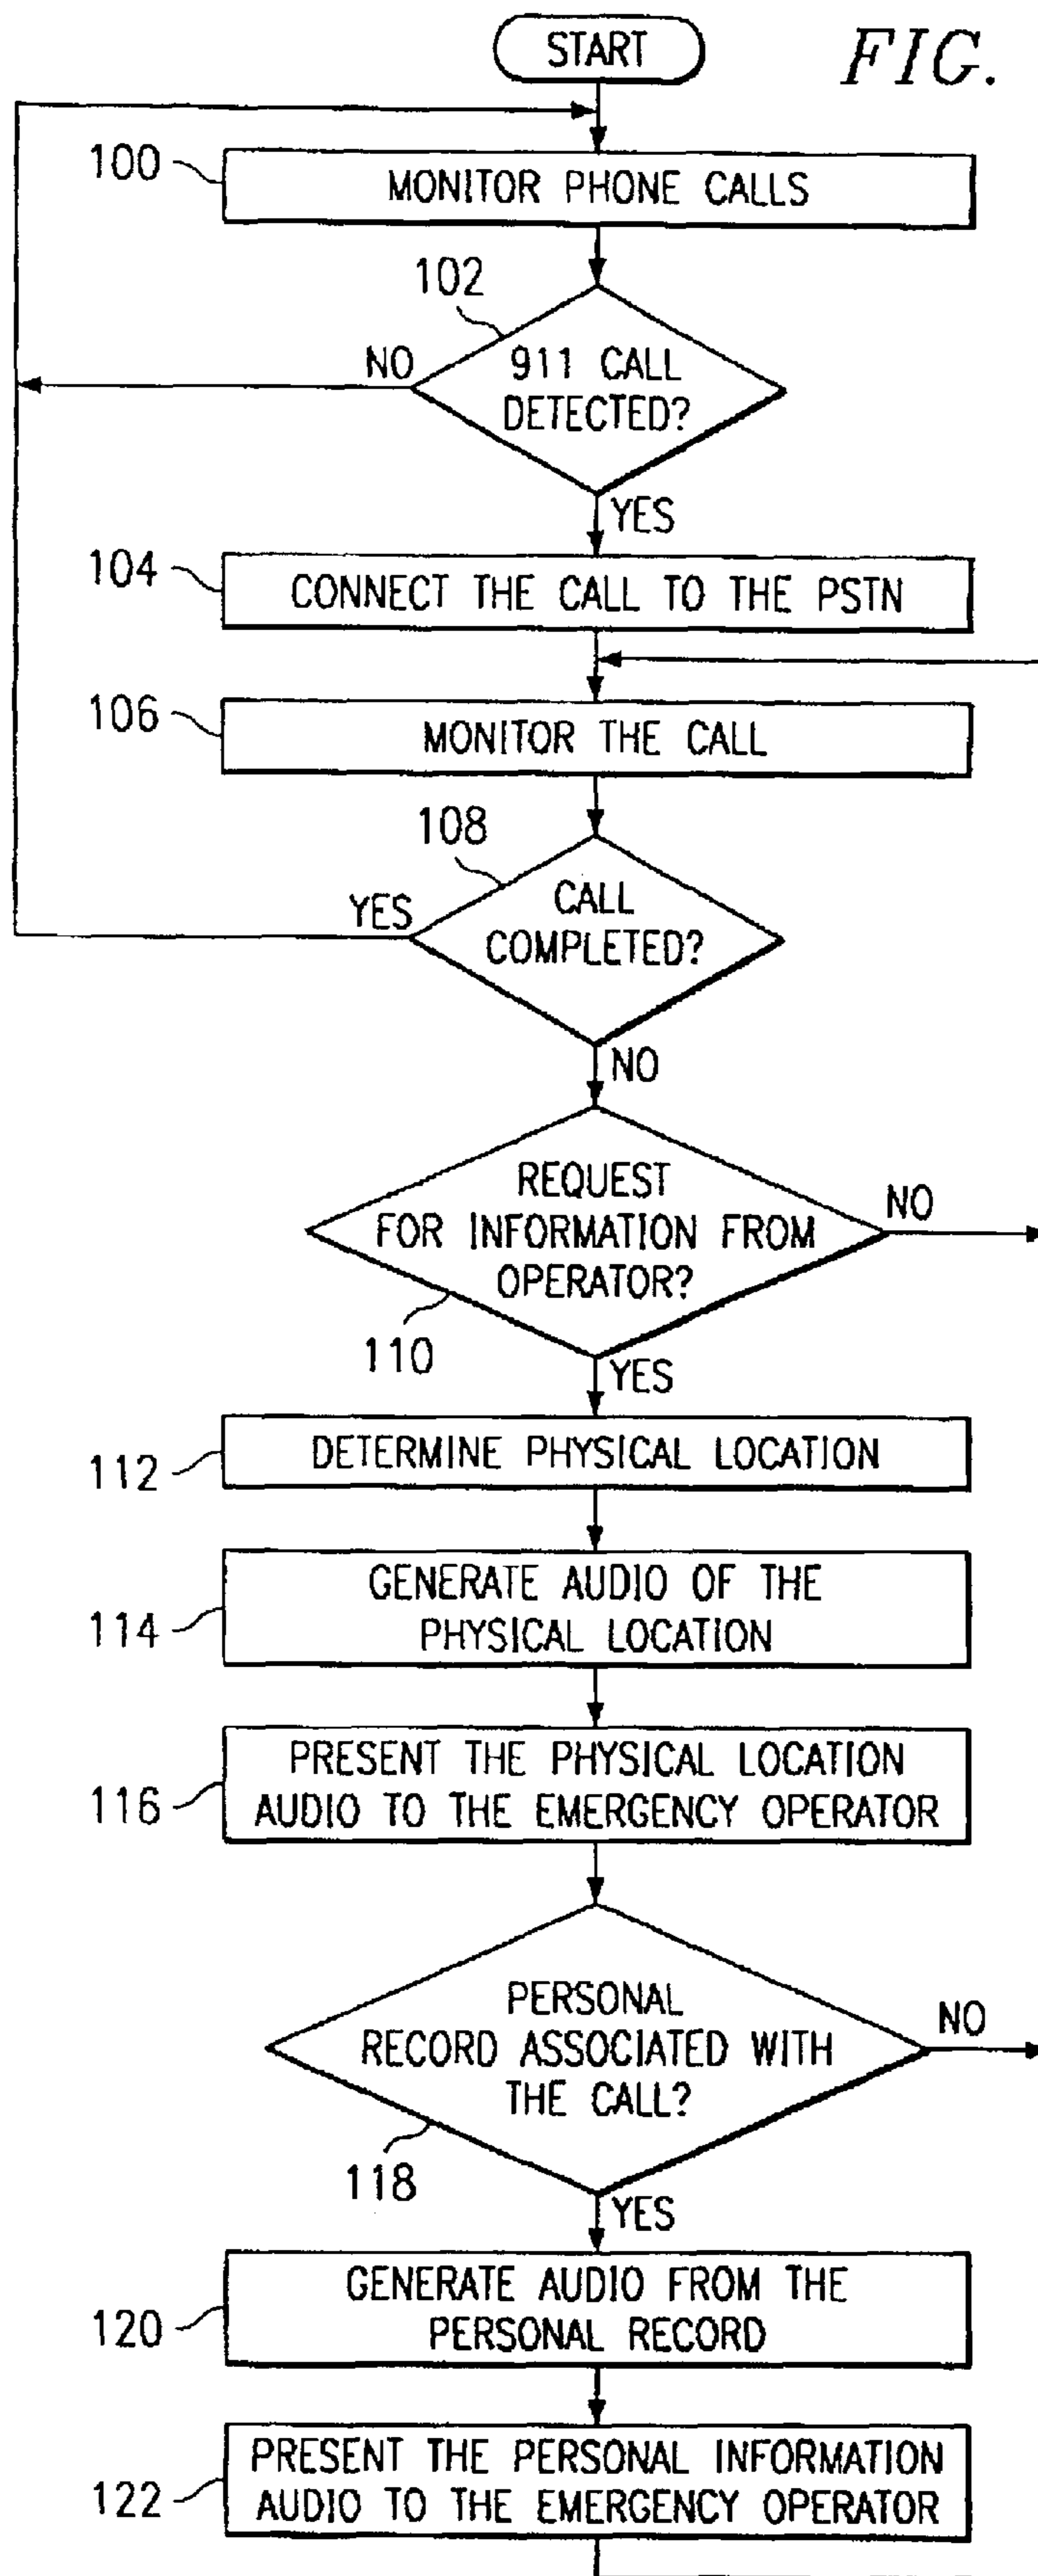 START
FIG.
100
MONITOR PHONE CALLS
102
911 CALL
DETECTED?
NO
YES
104
CONNECT THE CALL TO THE PSTN
106
MONITOR THE CALL
108
CALL
COMPLETED?
YES
NO
REQUEST
FOR INFORMATION FROM
OPERATOR?
NO
110
YES
112
DETERMINE PHYSICAL LOCATION
114
GENERATE AUDIO OF THE
PHYSICAL LOCATION
116
PRESENT THE PHYSICAL LOCATION
AUDIO TO THE EMERGENCY OPERATOR
PERSONAL
RECORD ASSOCIATED WITH
THE CALL?
NO
118
YES
120
GENERATE AUDIO FROM THE
PERSONAL RECORD
122
PRESENT THE PERSONAL INFORMATION
AUDIO TO THE EMERGENCY OPERATOR